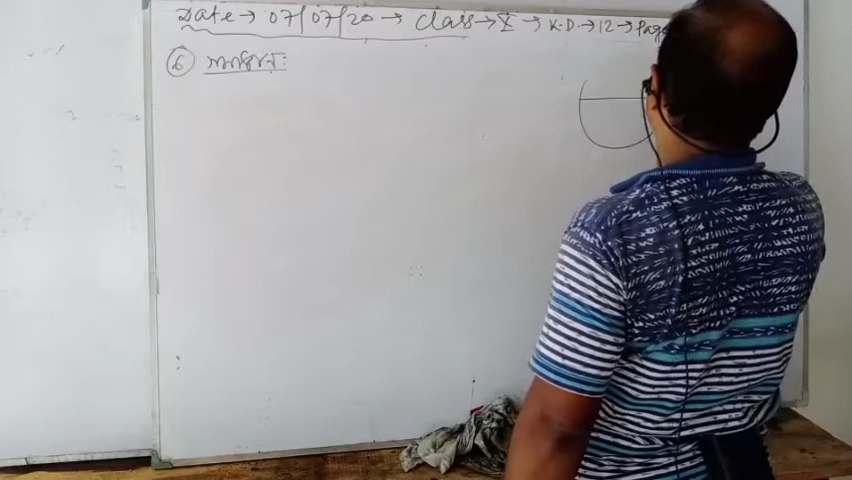 Date → 07/07/20 → Class → X → K.D → 12 → Page
6 সমাধান: